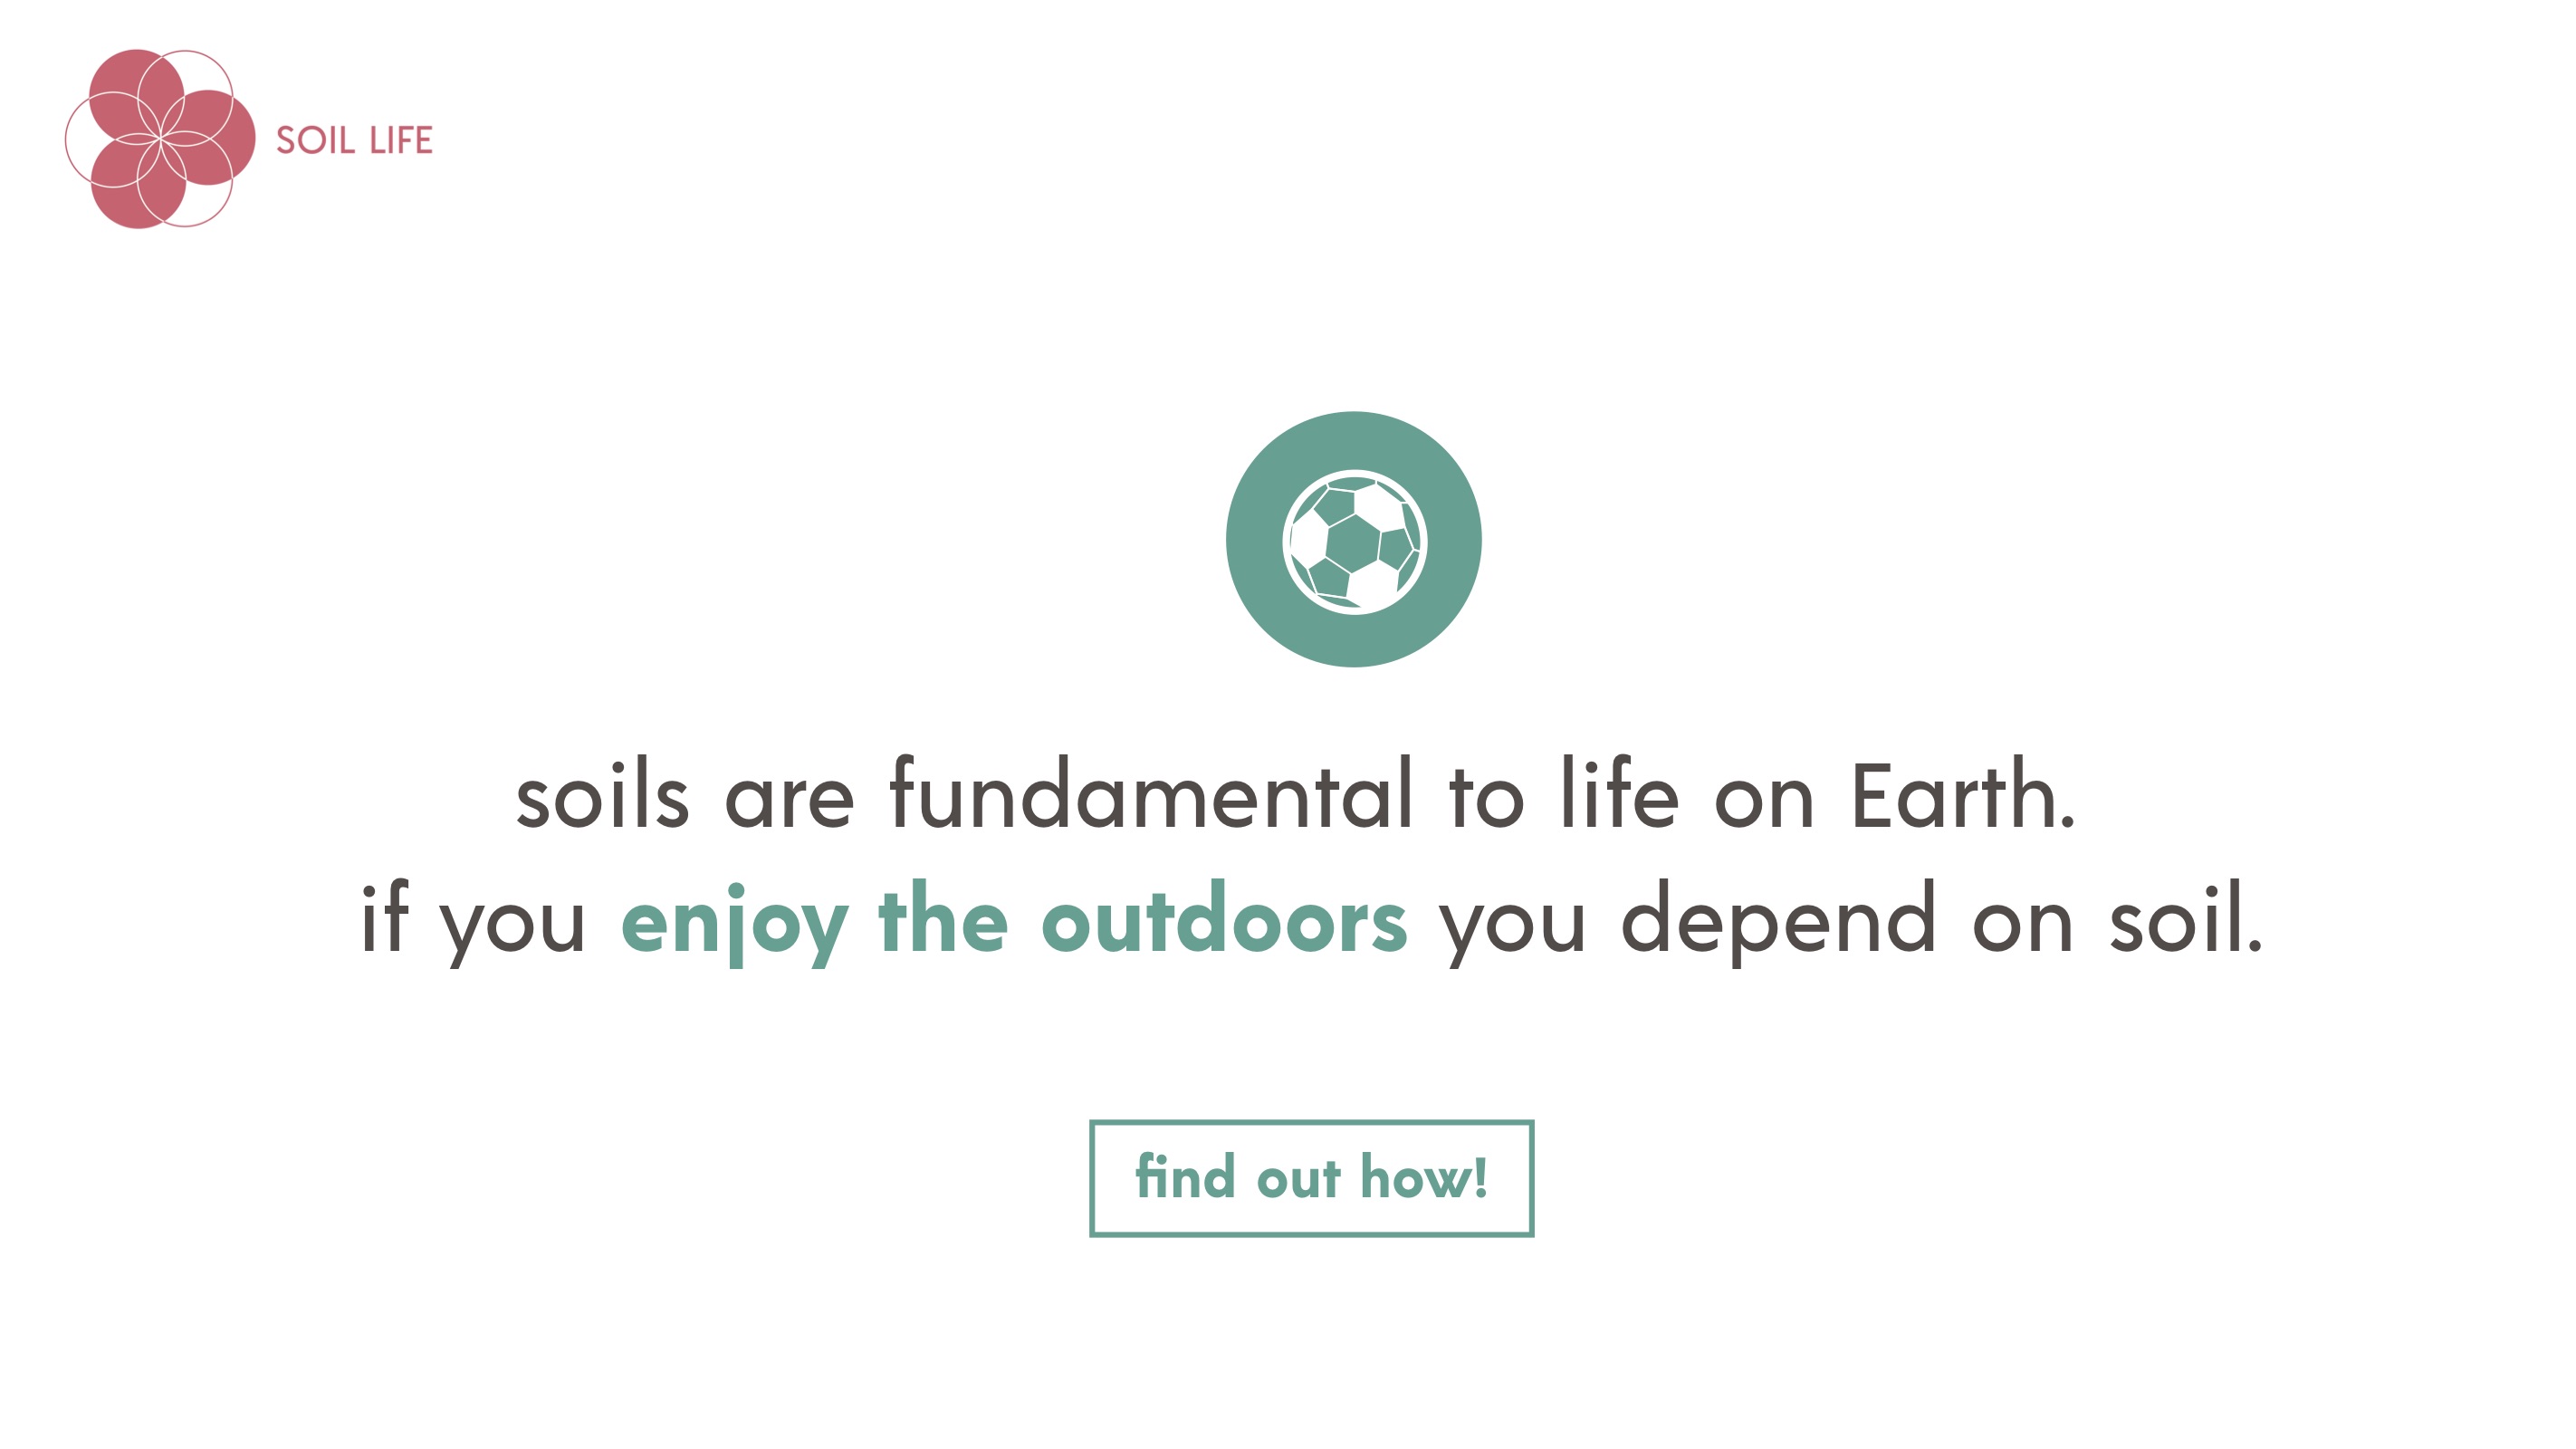 SOIL LIFE
soils are fundamental to life on Earth.
if you enjoy the outdoors you depend on soil.
find out how!